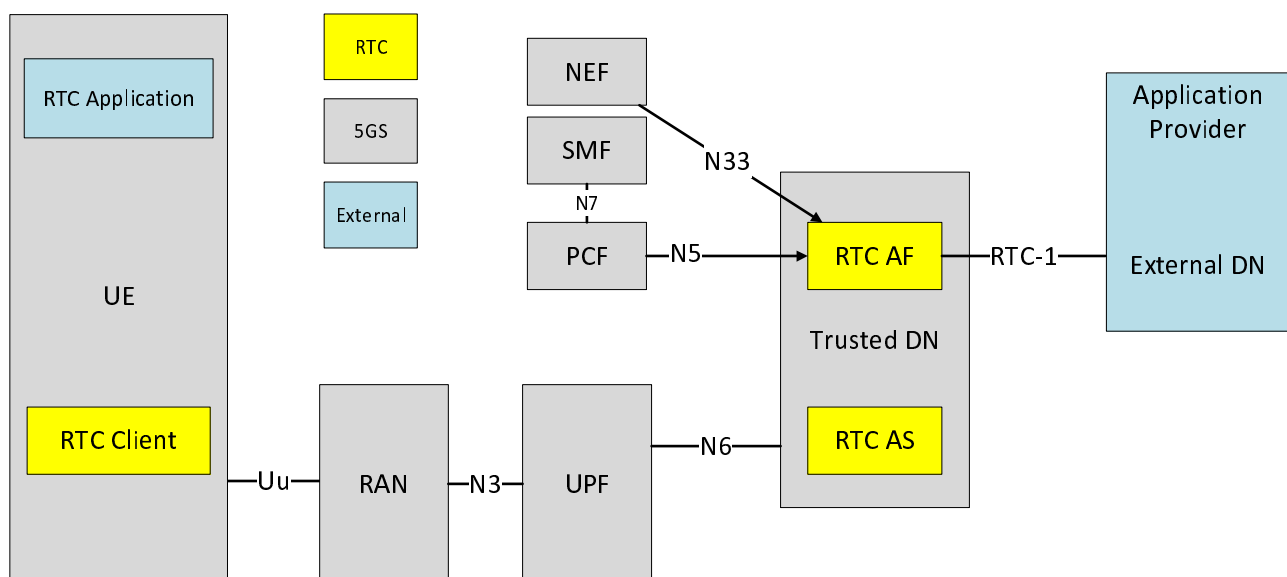 RTC Application
UE
RTC Client
RTC
5GS
External
NEF
SMF
N7
PCF
N33
N5
RTC AF
Trusted DN
RTC AS
RTC-1
Application
Provider
External DN
Uu
RAN
N3
UPF
N6